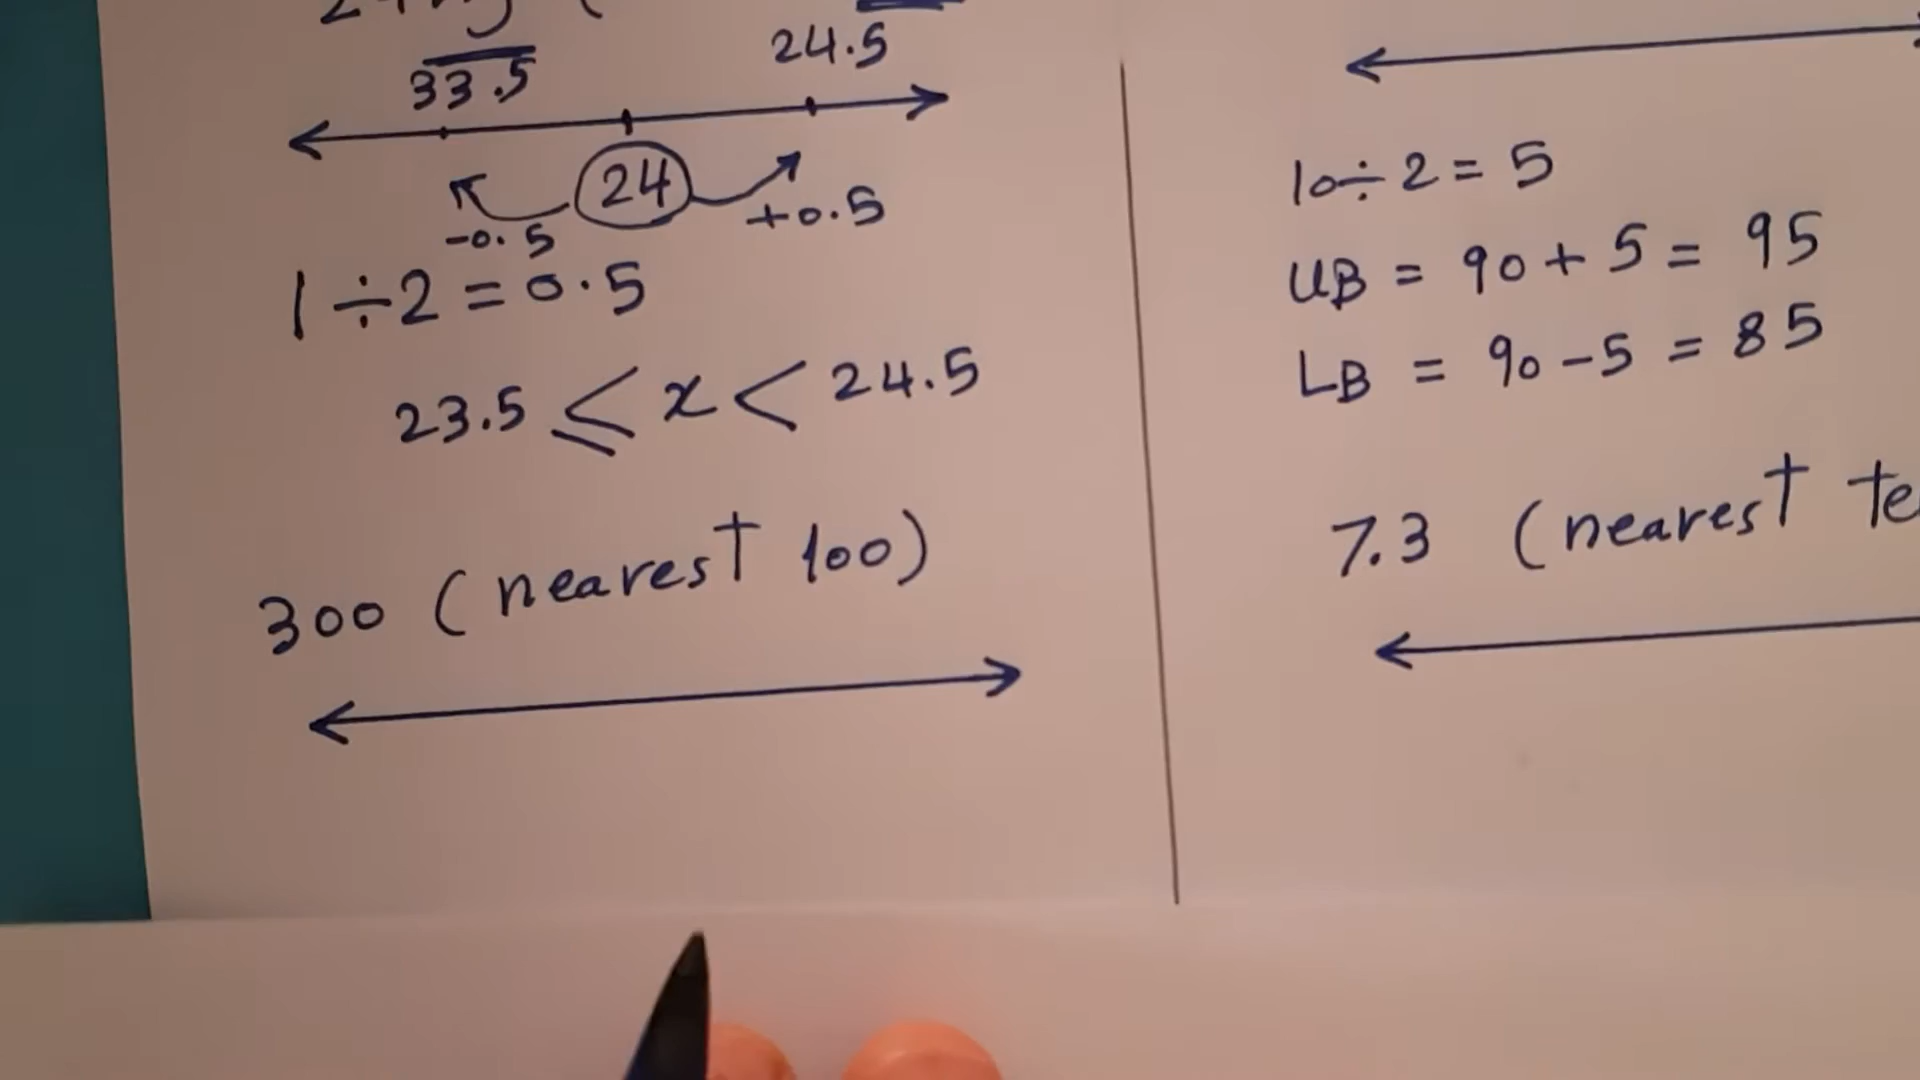 33.5
24.5
24
-0.5
+0.5
1÷2=0.5
23.5 ≤ x < 24.5
300 (nearest 100)
10÷2=5
UB = 90+5 = 95
LB = 90-5 = 85
7.3 (nearest te